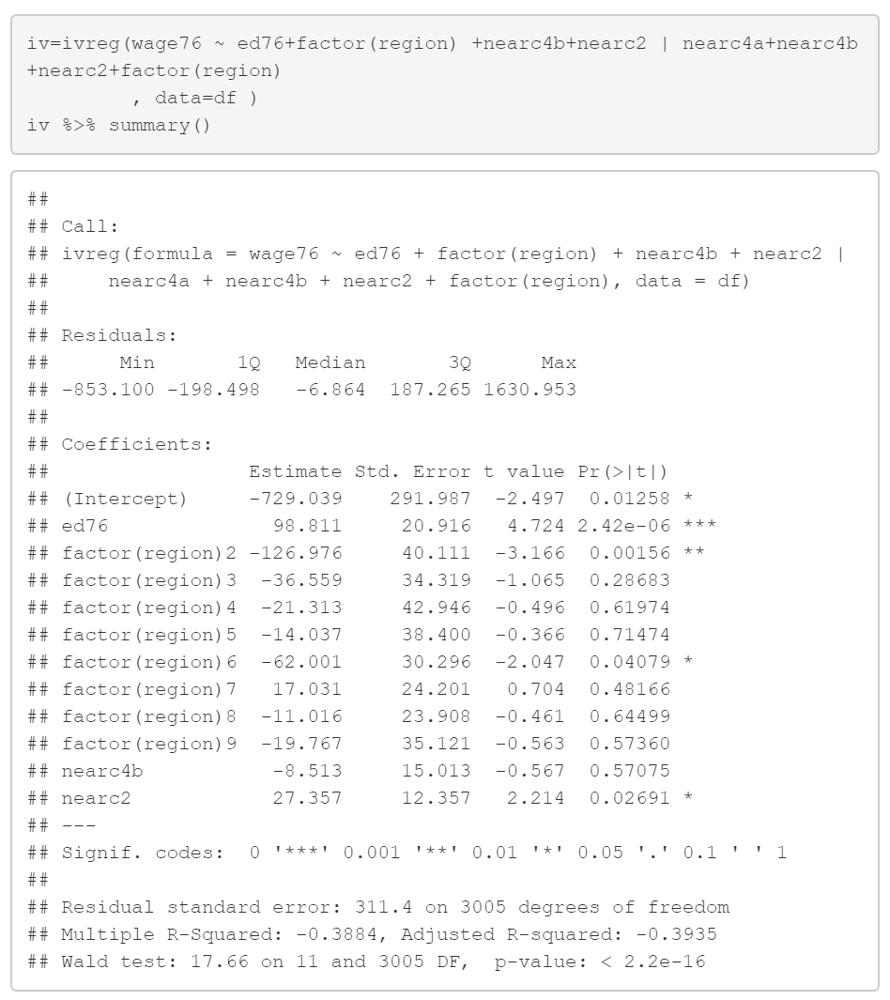 iv=ivreg(wage76 ~ ed76+factor(region) +nearc4b+nearc2 | nearc4a+nearc4b
+nearc2+factor(region)
         , data=df )
iv %>% summary()
##
## Call:
## ivreg(formula = wage76 ~ ed76 + factor(region) + nearc4b + nearc2 |
##     nearc4a + nearc4b + nearc2 + factor(region), data = df)
##
## Residuals:
##      Min       1Q   Median       3Q      Max
## -853.100 -198.498   -6.864  187.265 1630.953
##
## Coefficients:
##                 Estimate Std. Error t value Pr(>|t|)
## (Intercept)     -729.039    291.987  -2.497  0.01258 *
## ed76              98.811     20.916   4.724 2.42e-06 ***
## factor(region)2 -126.976     40.111  -3.166  0.00156 **
## factor(region)3  -36.559     34.319  -1.065  0.28683
## factor(region)4  -21.313     42.946  -0.496  0.61974
## factor(region)5  -14.037     38.400  -0.366  0.71474
## factor(region)6  -62.001     30.296  -2.047  0.04079 *
## factor(region)7   17.031     24.201   0.704  0.48166
## factor(region)8  -11.016     23.908  -0.461  0.64499
## factor(region)9  -19.767     35.121  -0.563  0.57360
## nearc4b           -8.513     15.013  -0.567  0.57075
## nearc2            27.357     12.357   2.214  0.02691 *
## ---
## Signif. codes:  0 '***' 0.001 '**' 0.01 '*' 0.05 '.' 0.1 ' ' 1
##
## Residual standard error: 311.4 on 3005 degrees of freedom
## Multiple R-Squared: -0.3884, Adjusted R-squared: -0.3935
## Wald test: 17.66 on 11 and 3005 DF,  p-value: < 2.2e-16